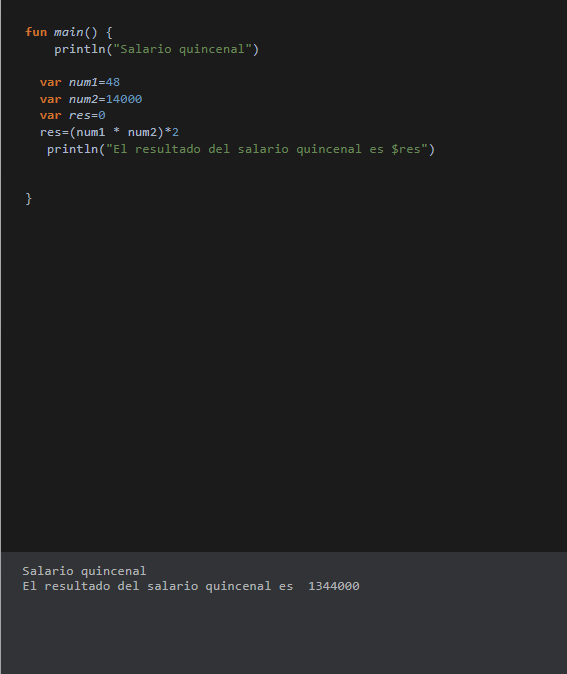 fun main() {
println("Salario quincenal")
var num1=48
var num2=14000
var res=0
res=(num1 * num2)*2
println("El resultado del salario quincenal es $res")
}
Salario quincenal
El resultado del salario quincenal es  1344000